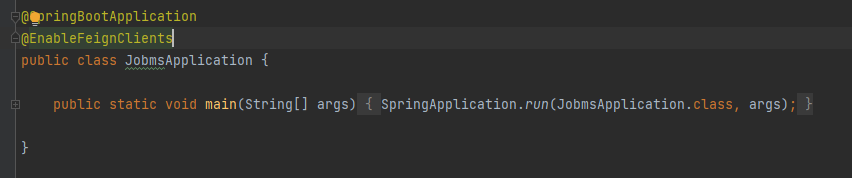 @SpringBootApplication
@EnableFeignClients
public class JobmsApplication {
public static void main(String[] args) { SpringApplication.run(JobmsApplication.class, args); }
}